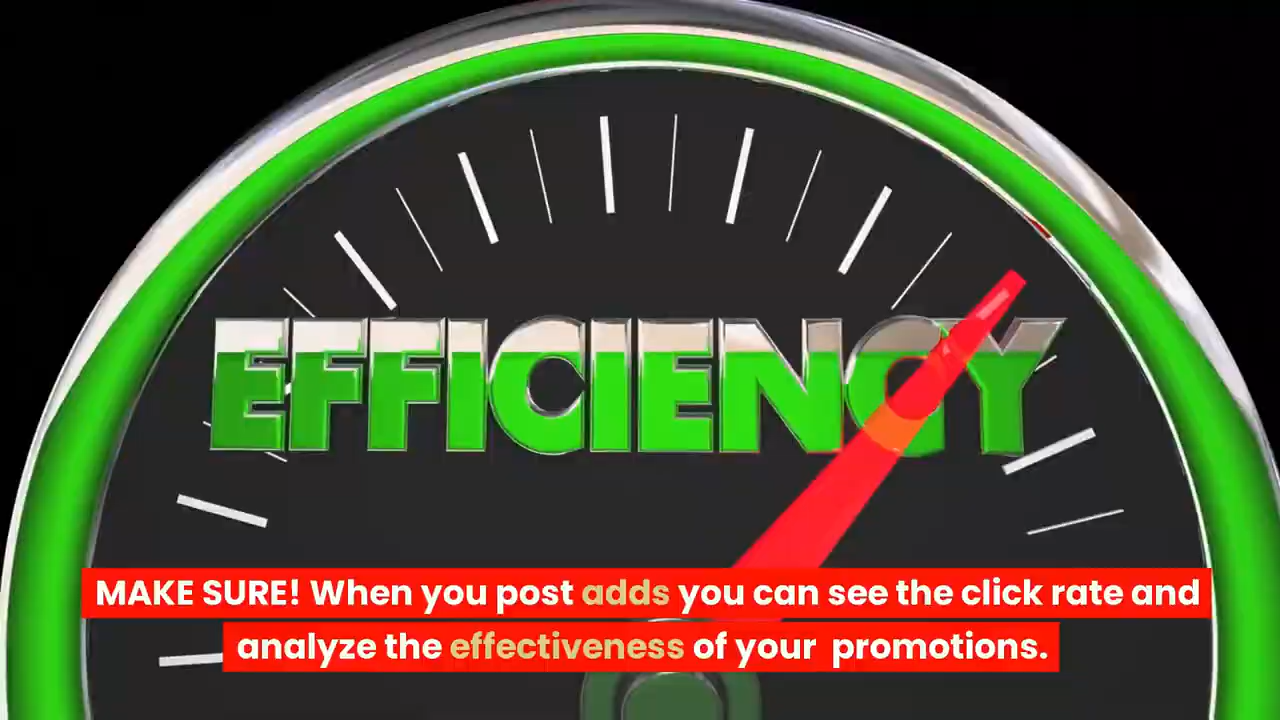 EFFICIENCY
MAKE SURE! When you post adds you can see the click rate and
analyze the effectiveness of your  promotions.